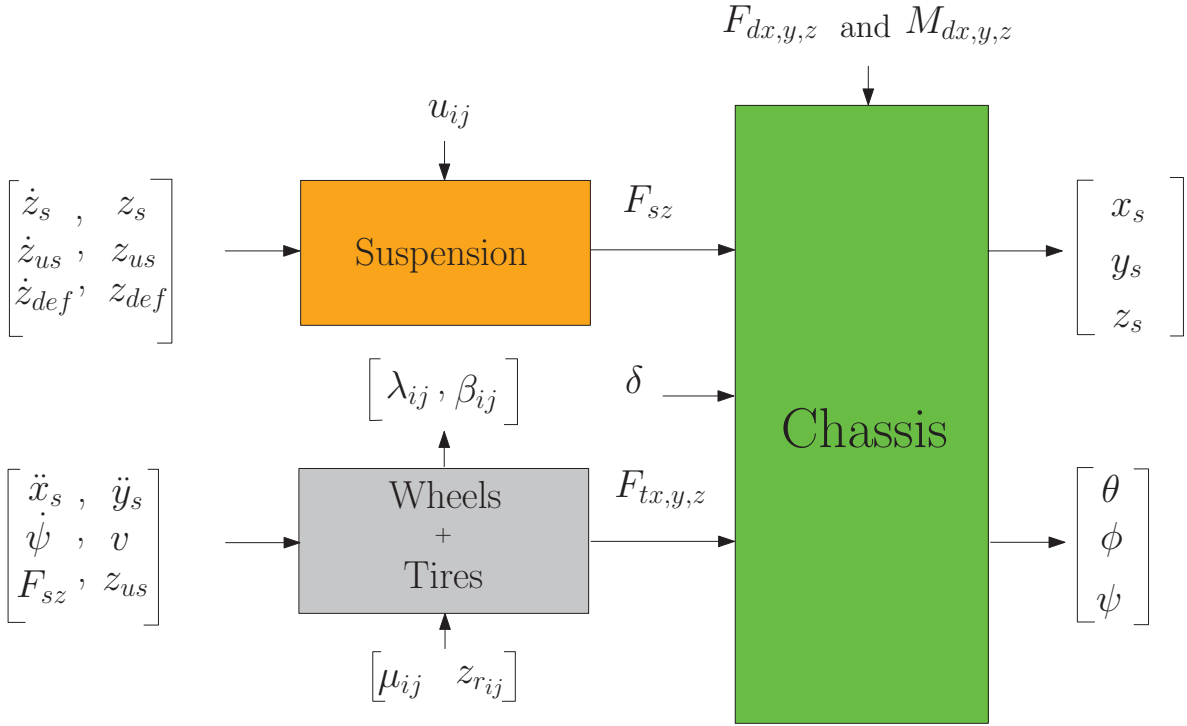 F_{dx,y,z} and M_{dx,y,z}
u_{ij}
ż_s , z_s
ż_{us} , z_{us}
ż_{def} , z_{def}
Suspension
F_{sz}
x_s
y_s
z_s
[λ_{ij} , β_{ij}]
δ
Chassis
ẍ_s , ÿ_s
ψ̇ , v
F_{sz} , z_{us}
Wheels
+
Tires
F_{tx,y,z}
θ
ϕ
ψ
[μ_{ij} z_{r_{ij}}]